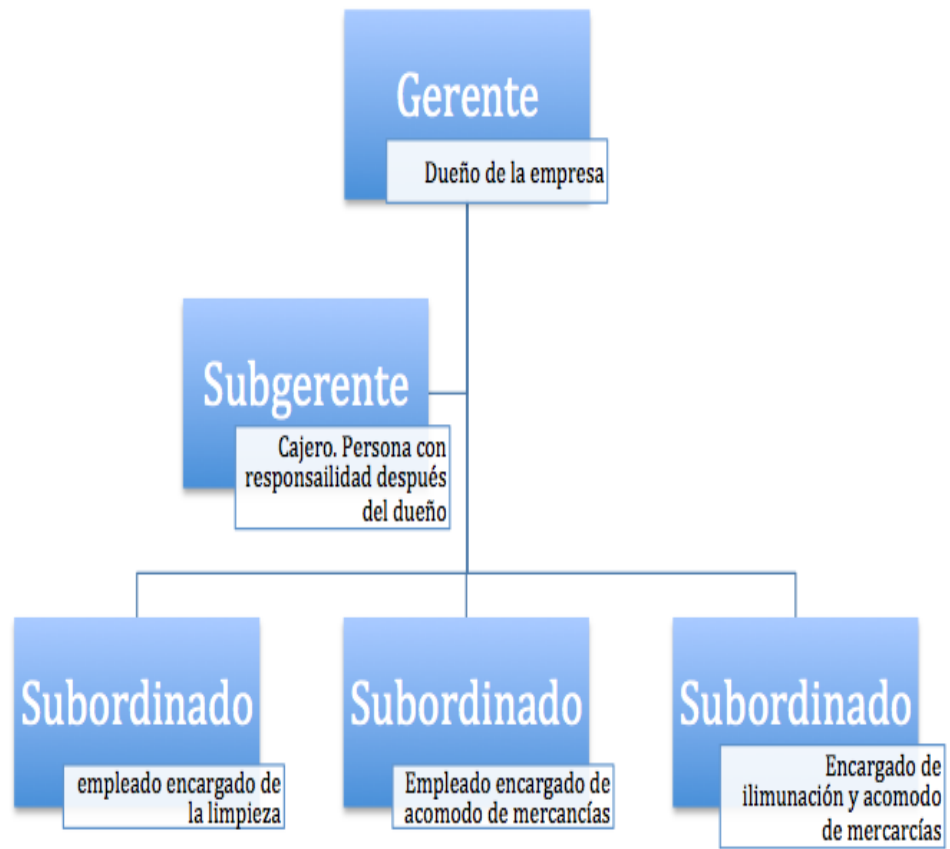 Gerente
Dueño de la empresa
Subgerente
Cajero. Persona con
responsailidad después
del dueño
Subordinado
empleado encargado de
la limpieza
Subordinado
Empleado encargado de
acomodo de mercancías
Subordinado
Encargado de
ilimunación y acomodo
de mercarcías